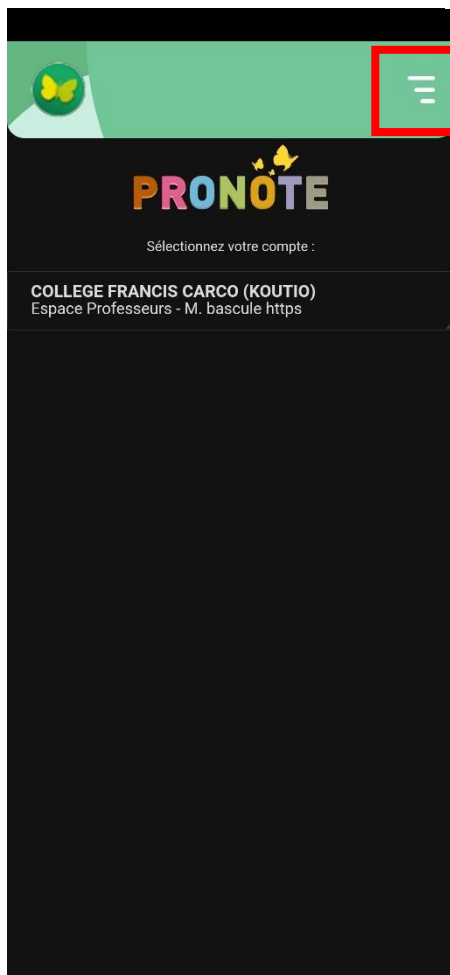 PRONOTE
Sélectionnez votre compte :
COLLEGE FRANCIS CARCO (KOUTIO)
Espace Professeurs - M. bascule https